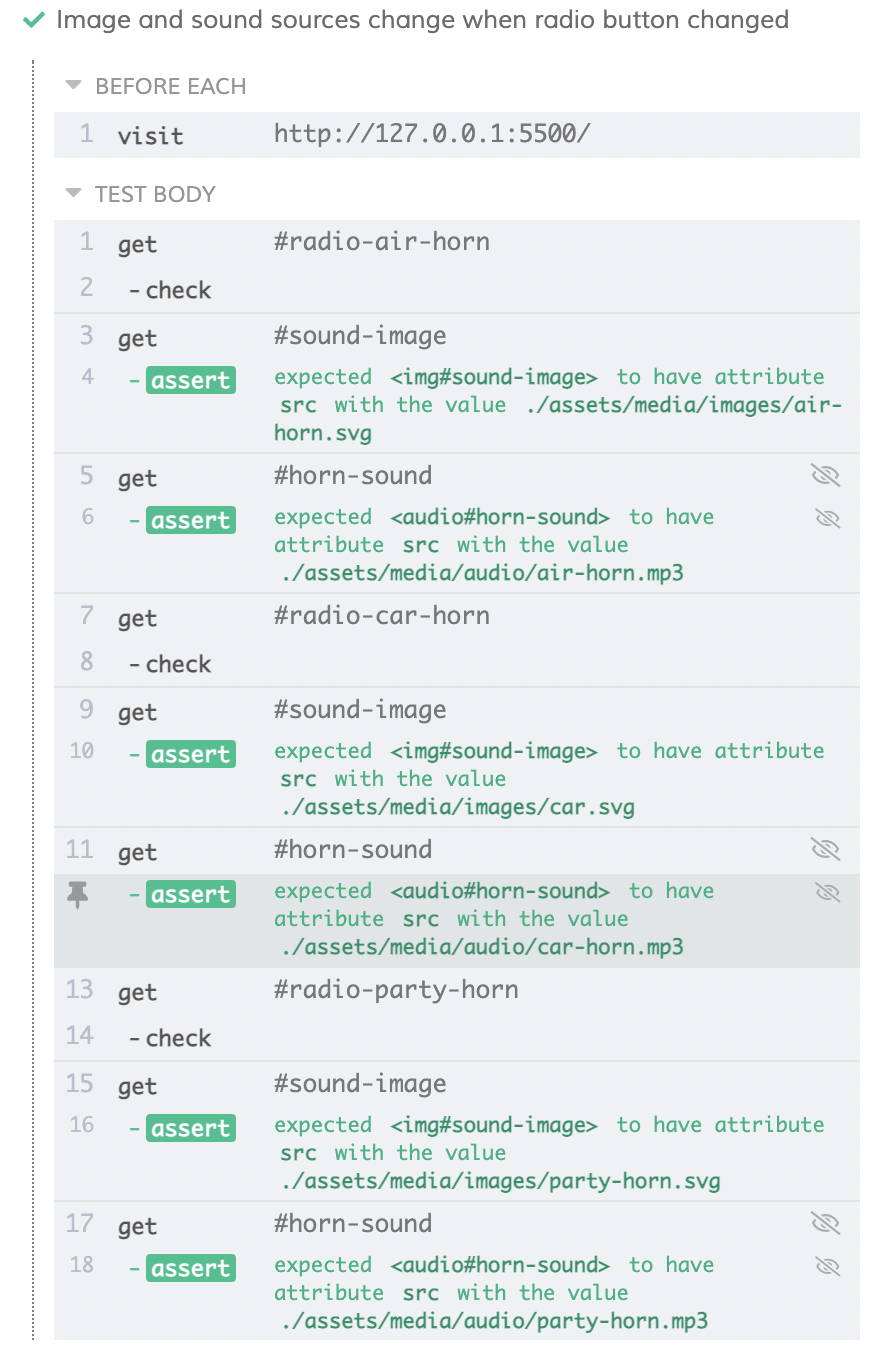 Image and sound sources change when radio button changed
BEFORE EACH
1 visit http://127.0.0.1:5500/
TEST BODY
1 get #radio-air-horn
2 -check
3 get #sound-image
4 -assert expected <img#sound-image> to have attribute
src with the value ./assets/media/images/air-
horn.svg
5 get #horn-sound
6 -assert expected <audio#horn-sound> to have
attribute src with the value
./assets/media/audio/air-horn.mp3
7 get #radio-car-horn
8 -check
9 get #sound-image
10 -assert expected <img#sound-image> to have attribute
src with the value
./assets/media/images/car.svg
11 get #horn-sound
-assert expected <audio#horn-sound> to have
attribute src with the value
./assets/media/audio/car-horn.mp3
13 get #radio-party-horn
14 -check
15 get #sound-image
16 -assert expected <img#sound-image> to have attribute
src with the value
./assets/media/images/party-horn.svg
17 get #horn-sound
18 -assert expected <audio#horn-sound> to have
attribute src with the value
./assets/media/audio/party-horn.mp3